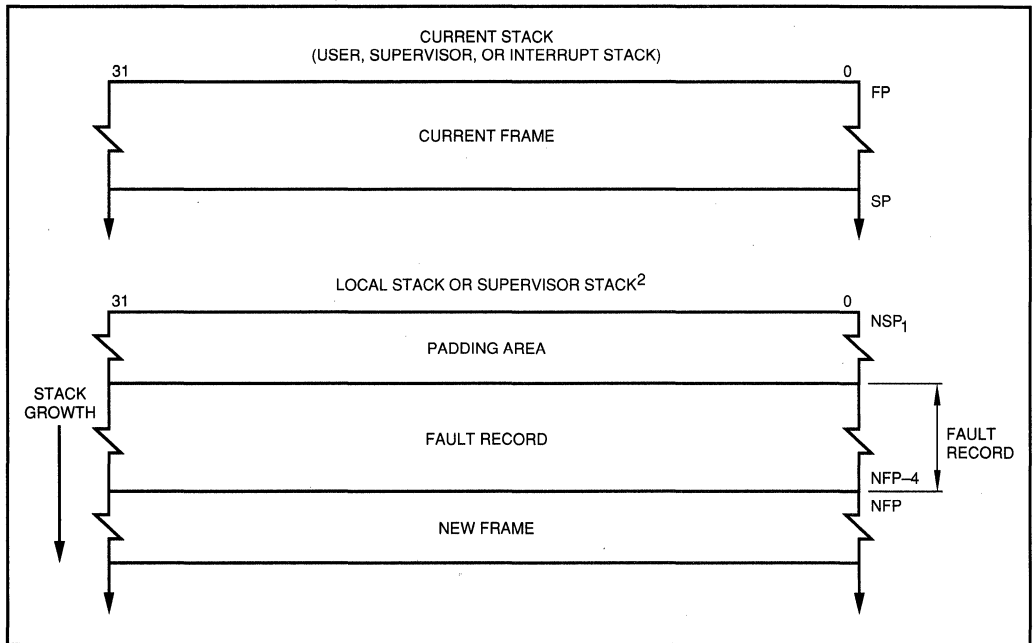 CURRENT STACK
(USER, SUPERVISOR, OR INTERRUPT STACK)
31
0
FP
CURRENT FRAME
SP
LOCAL STACK OR SUPERVISOR STACK2
31
0
NSP1
PADDING AREA
STACK
GROWTH
FAULT RECORD
FAULT
RECORD
NFP–4
NFP
NEW FRAME